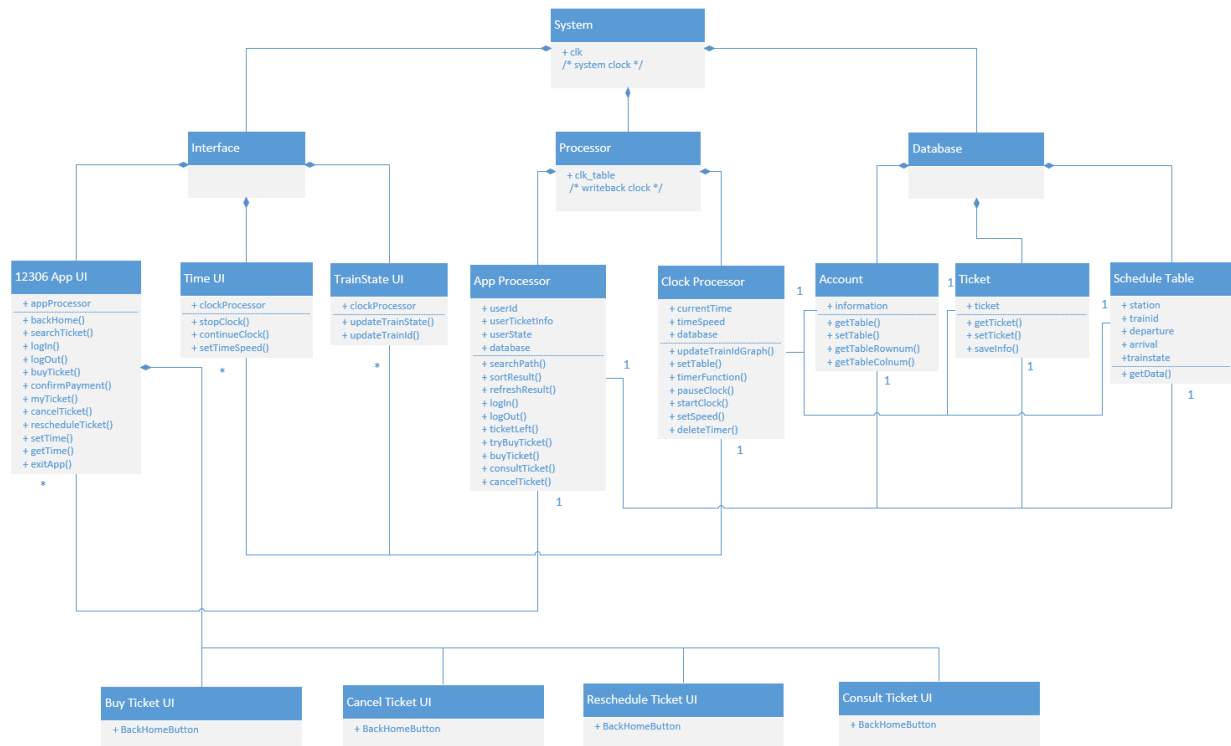 System
+ clk
/* system clock */
Interface
Processor
+ clk_table
/* writeback clock */
Database
12306 App UI
+ appProcessor
+ backHome()
+ searchTicket()
+ logIn()
+ logOut()
+ buyTicket()
+ confirmPayment()
+ myTicket()
+ cancelTicket()
+ rescheduleTicket()
+ setTime()
+ getTime()
+ exitApp()
*
Time UI
+ clockProcessor
+ stopClock()
+ continueClock()
+ setTimeSpeed()
*
TrainState UI
+ clockProcessor
+ updateTrainState()
+ updateTrainId()
*
App Processor
+ userId
+ userTicketInfo
+ userState
+ database
+ searchPath()
+ sortResult()
+ refreshResult()
+ logIn()
+ logOut()
+ ticketLeft()
+ tryBuyTicket()
+ buyTicket()
+ consultTicket()
+ cancelTicket()
1
1
Clock Processor
+ currentTime
+ timeSpeed
+ database
+ updateTrainIdGraph()
+ setTable()
+ timerFunction()
+ pauseClock()
+ startClock()
+ setSpeed()
+ deleteTimer()
1
1
Account
+ information
+ getTable()
+ setTable()
+ getTableRownum()
+ getTableColnum()
1
1
Ticket
+ ticket
+ getTicket()
+ setTicket()
+ saveInfo()
1
1
Schedule Table
+ station
+ trainid
+ departure
+ arrival
+trainstate
+ getData()
1
Buy Ticket UI
+ BackHomeButton
Cancel Ticket UI
+ BackHomeButton
Reschedule Ticket UI
+ BackHomeButton
Consult Ticket UI
+ BackHomeButton